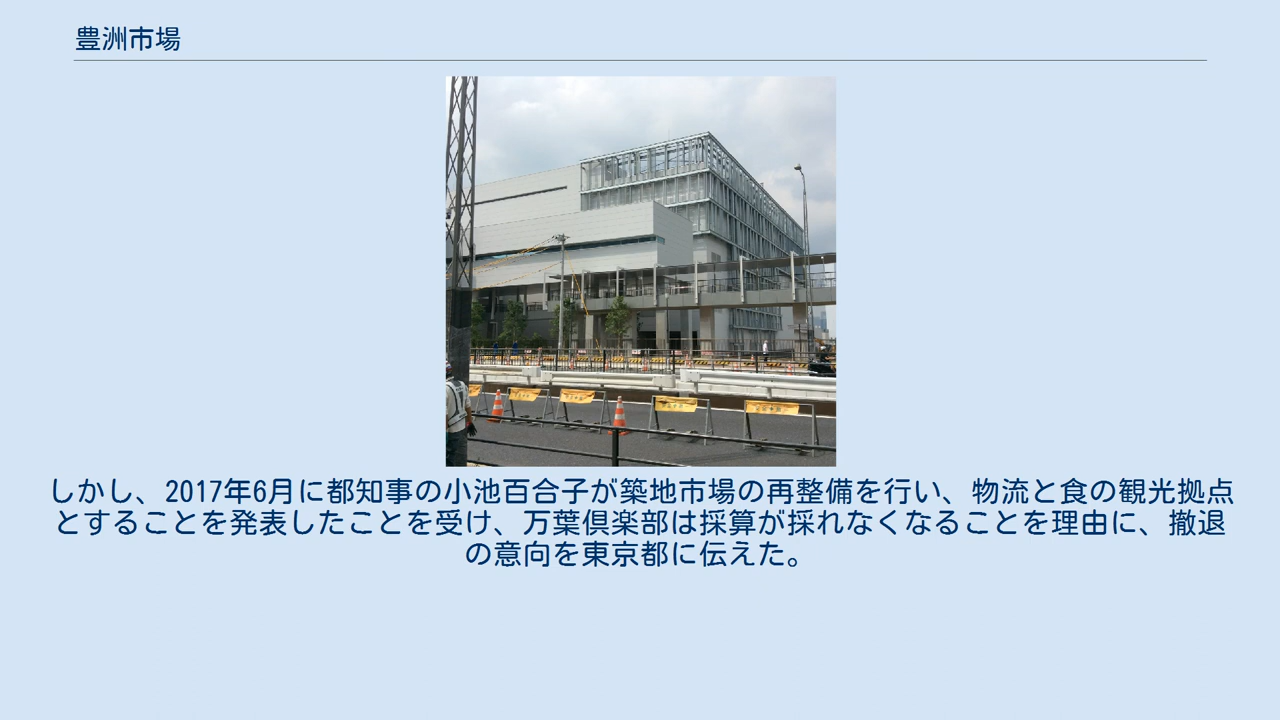 豊洲市場
しかし、2017年6月に都知事の小池百合子が築地市場の再整備を行い、物流と食の観光拠点
とすることを発表したことを受け、万葉倶楽部は採算が採れなくなることを理由に、撤退
の意向を東京都に伝えた。